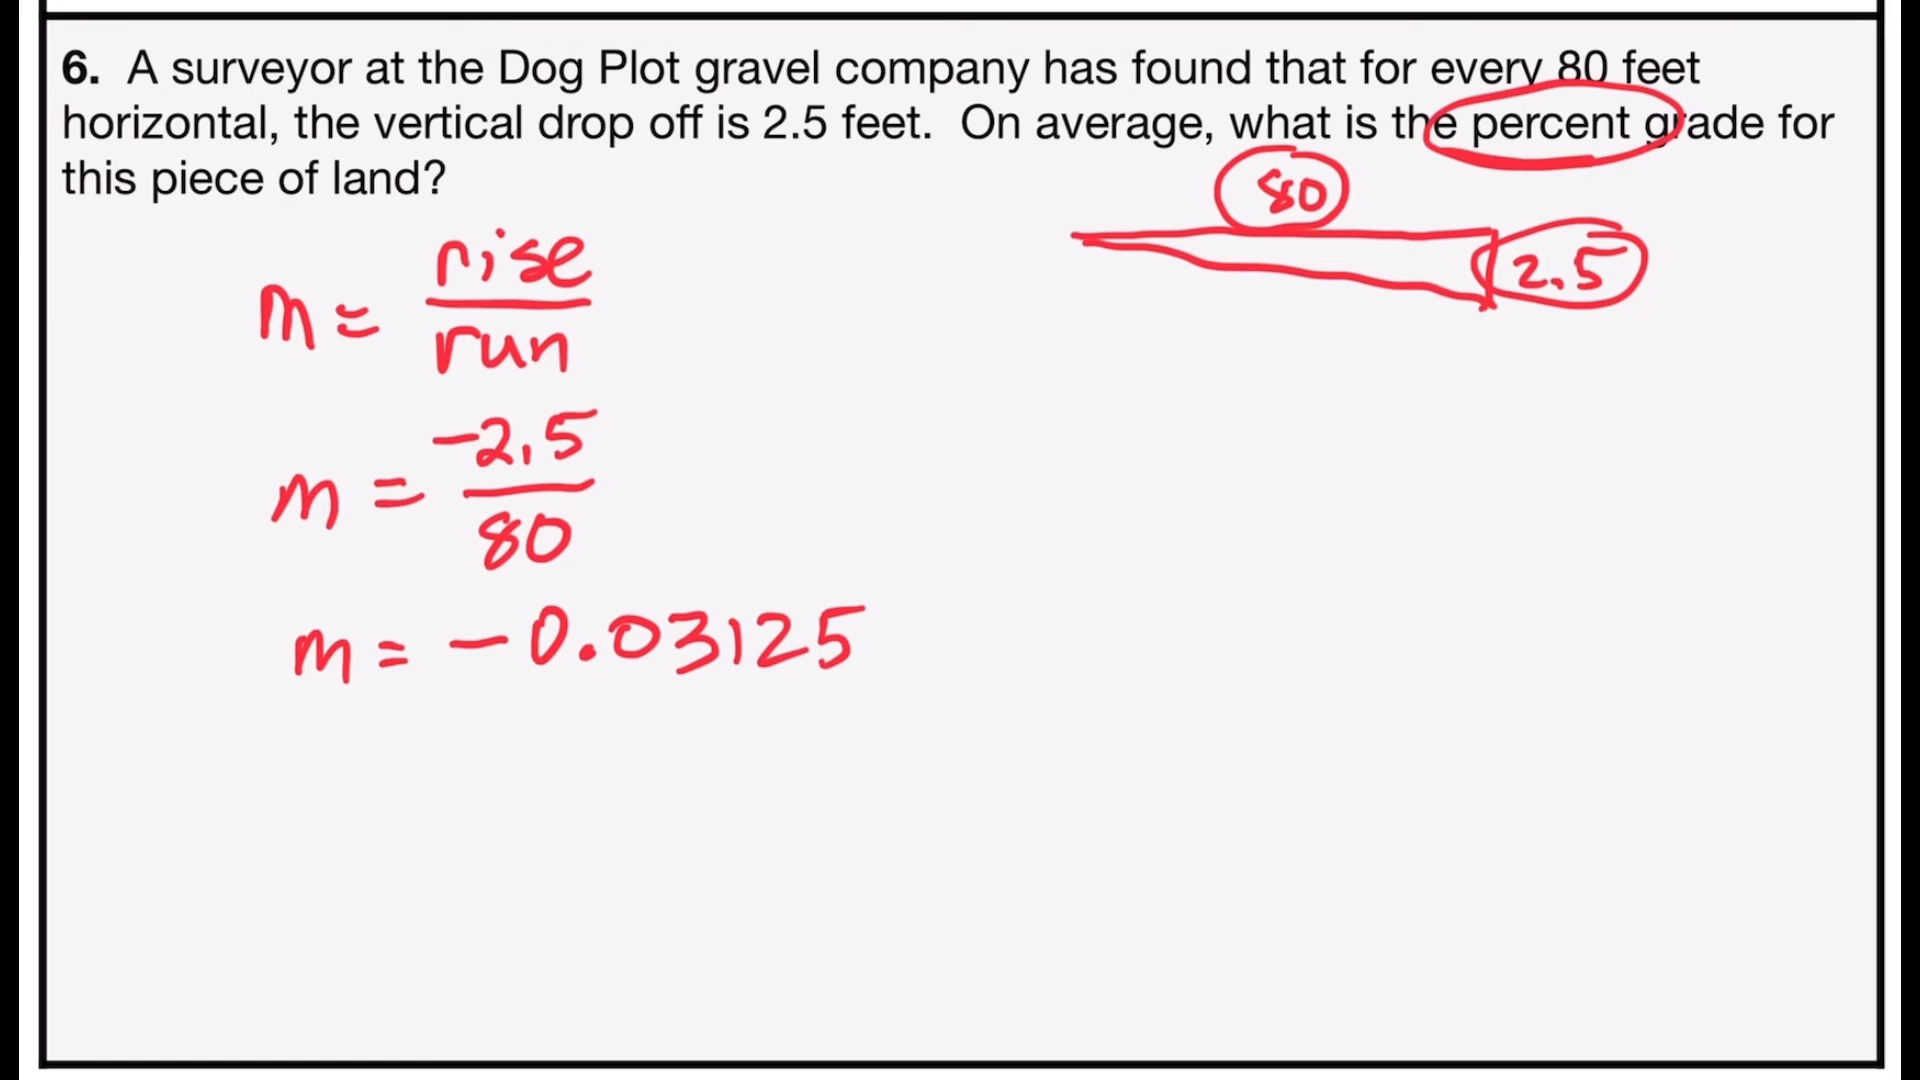 6. A surveyor at the Dog Plot gravel company has found that for every 80 feet
horizontal, the vertical drop off is 2.5 feet. On average, what is the percent grade for
this piece of land?
80
2.5
m = rise
run
m = -2.5
80
m = -0.03125